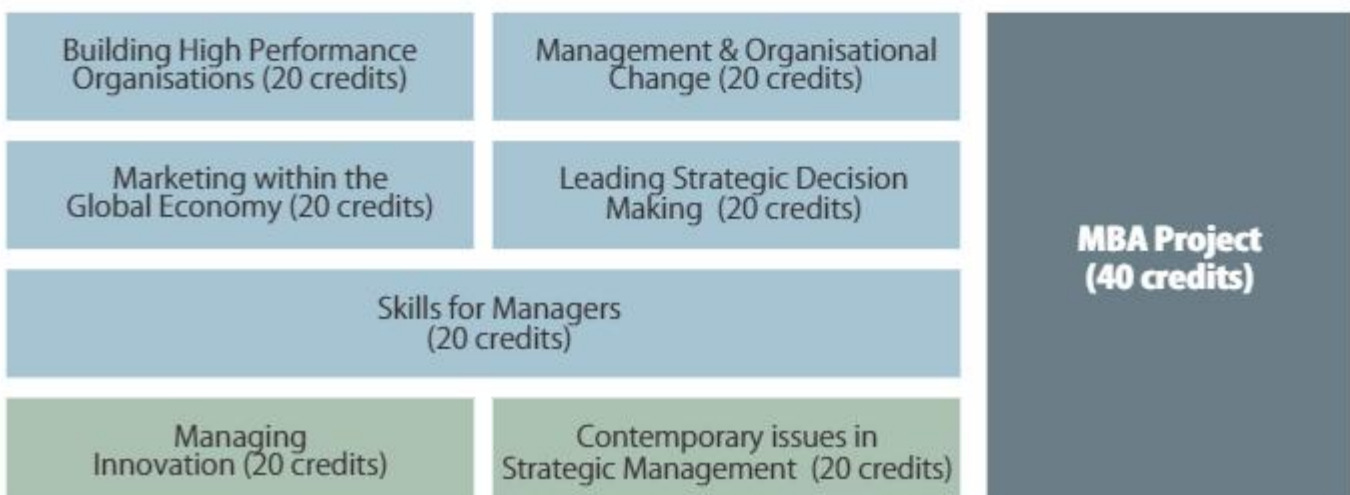 Building High Performance
Organisations (20 credits)
Management & Organisational
Change (20 credits)
Marketing within the
Global Economy (20 credits)
Leading Strategic Decision
Making (20 credits)
Skills for Managers
(20 credits)
Managing
Innovation (20 credits)
Contemporary issues in
Strategic Management (20 credits)
MBA Project
(40 credits)